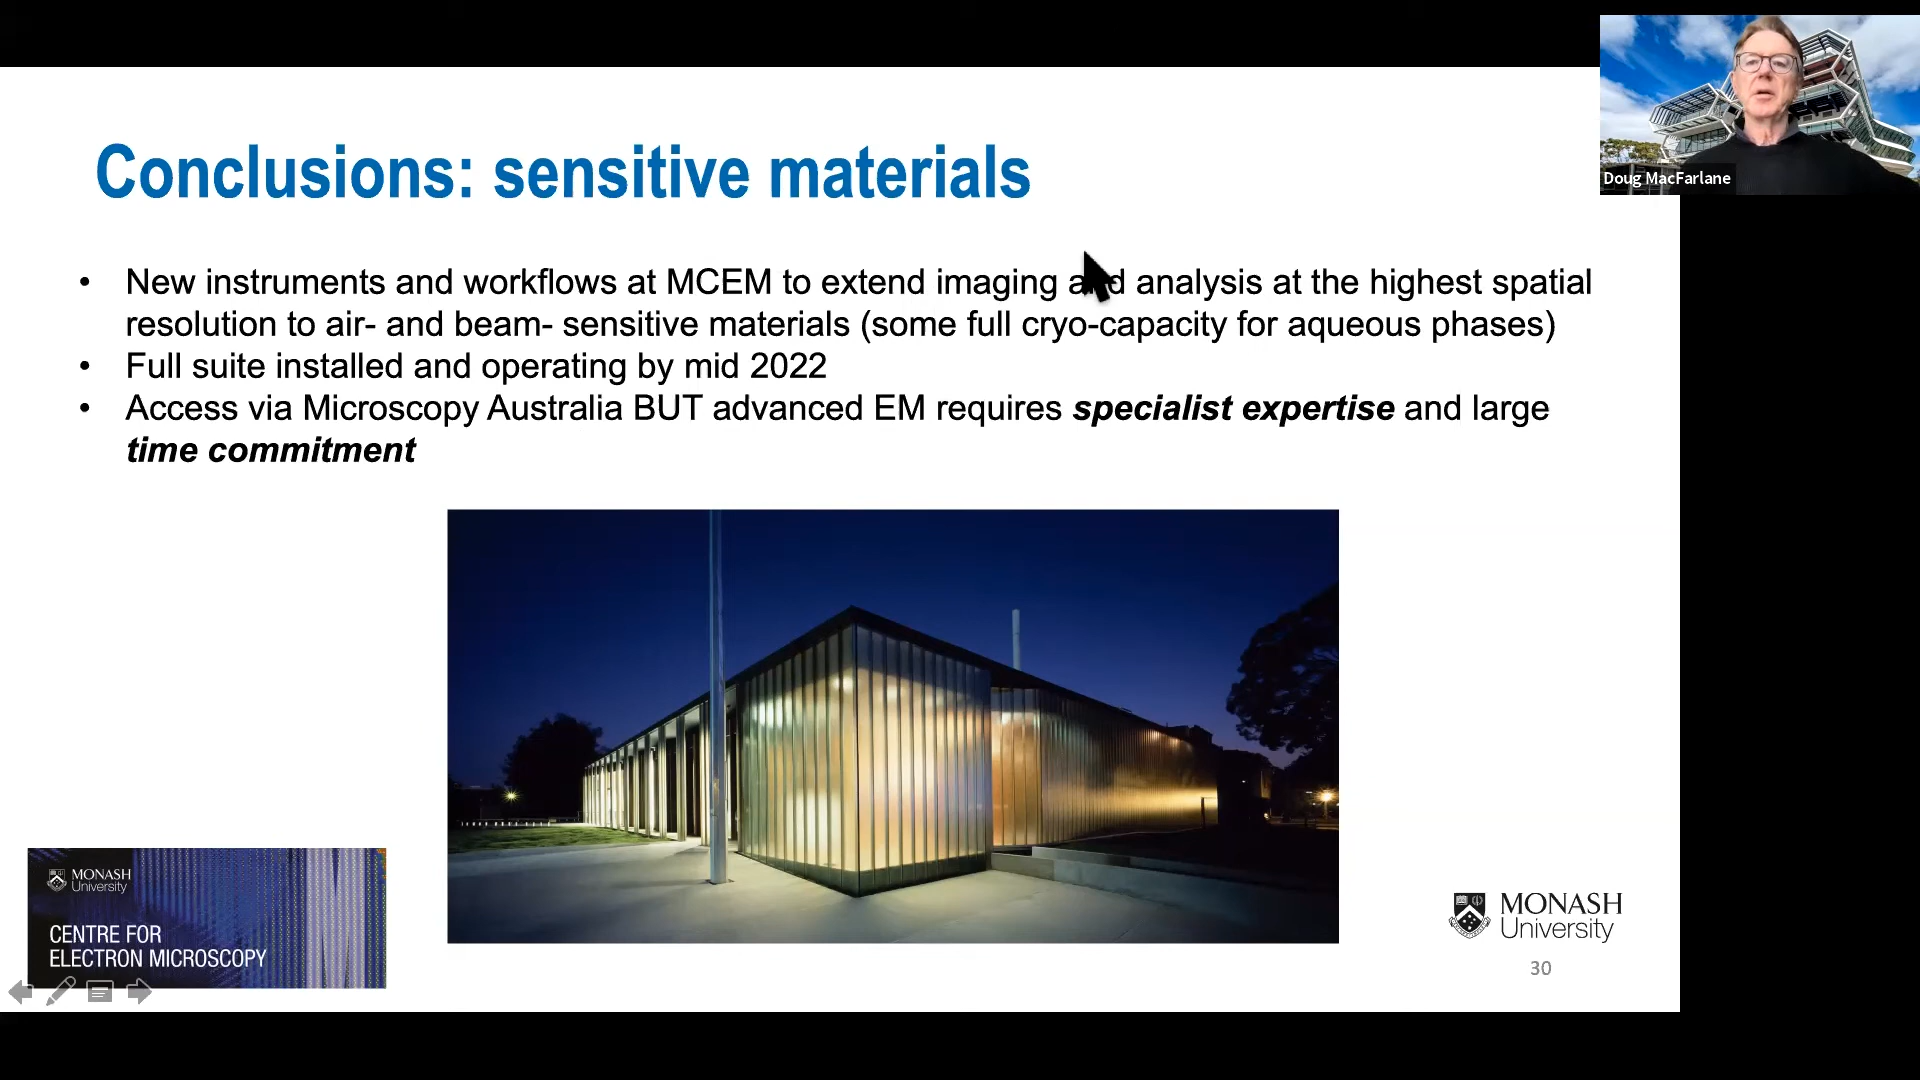 Doug MacFarlane
Conclusions: sensitive materials
• New instruments and workflows at MCEM to extend imaging and analysis at the highest spatial
resolution to air- and beam- sensitive materials (some full cryo-capacity for aqueous phases)
• Full suite installed and operating by mid 2022
• Access via Microscopy Australia BUT advanced EM requires specialist expertise and large
time commitment
MONASH
University
CENTRE FOR
ELECTRON MICROSCOPY
MONASH
University
30